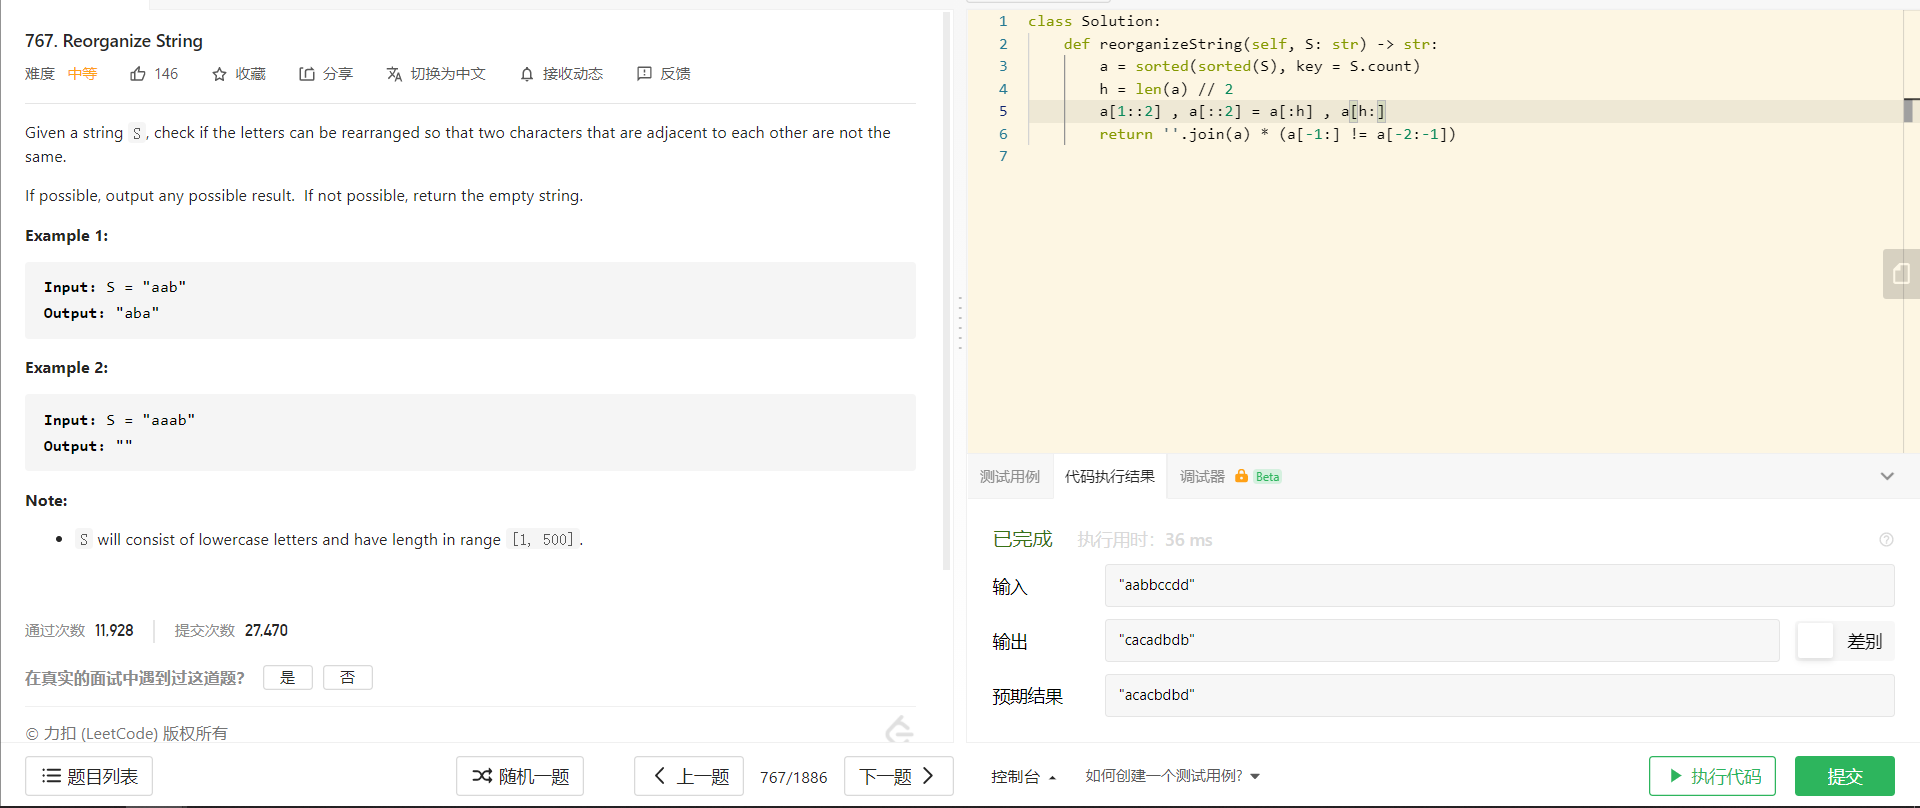 767. Reorganize String
难度 中等 146 收藏 分享 切换为中文 接收动态 反馈
Given a string S, check if the letters can be rearranged so that two characters that are adjacent to each other are not the
same.
If possible, output any possible result.  If not possible, return the empty string.
Example 1:
Input: S = "aab"
Output: "aba"
Example 2:
Input: S = "aaab"
Output: ""
Note:
S will consist of lowercase letters and have length in range [1, 500].
通过次数 11,928 提交次数 27,470
在真实的面试中遇到过这道题? 是 否
© 力扣 (LeetCode) 版权所有
题目列表 随机一题 上一题 767/1886 下一题
1 class Solution:
2     def reorganizeString(self, S: str) -> str:
3         a = sorted(sorted(S), key = S.count)
4         h = len(a) // 2
5         a[1::2] , a[::2] = a[:h] , a[h:]
6         return ''.join(a) * (a[-1:] != a[-2:-1])
7
测试用例 代码执行结果 调试器 Beta
已完成 执行用时: 36 ms
输入 "aabbccdd"
输出 "cacadbdb" 差别
预期结果 "acacbdbd"
控制台 如何创建一个测试用例? 执行代码 提交